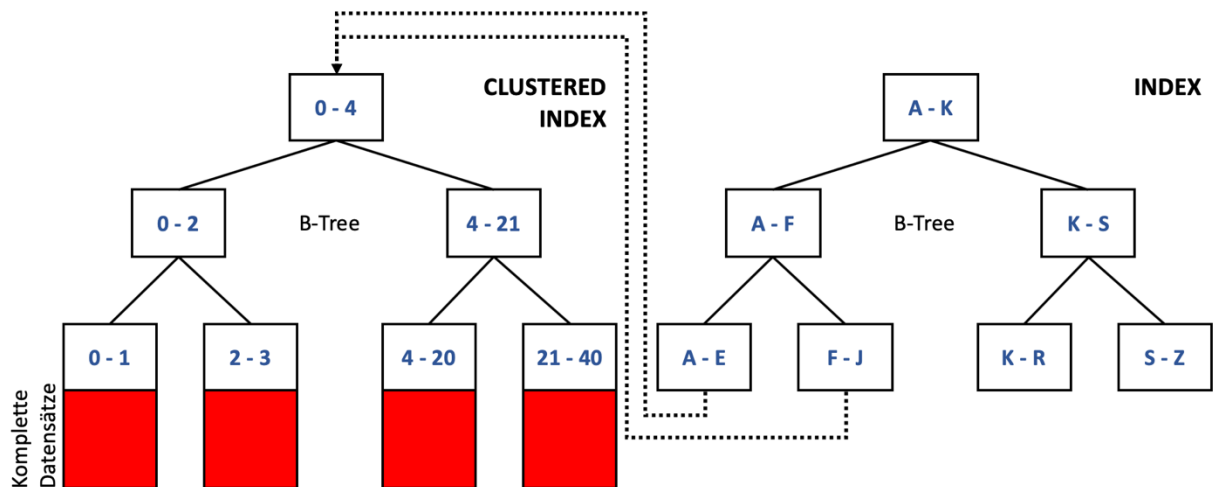 CLUSTERED
INDEX
INDEX
0 - 4
A - K
0 - 2
B-Tree
4 - 21
A - F
B-Tree
K - S
0 - 1
2 - 3
4 - 20
21 - 40
A - E
F - J
K - R
S - Z
Komplette
Datensätze